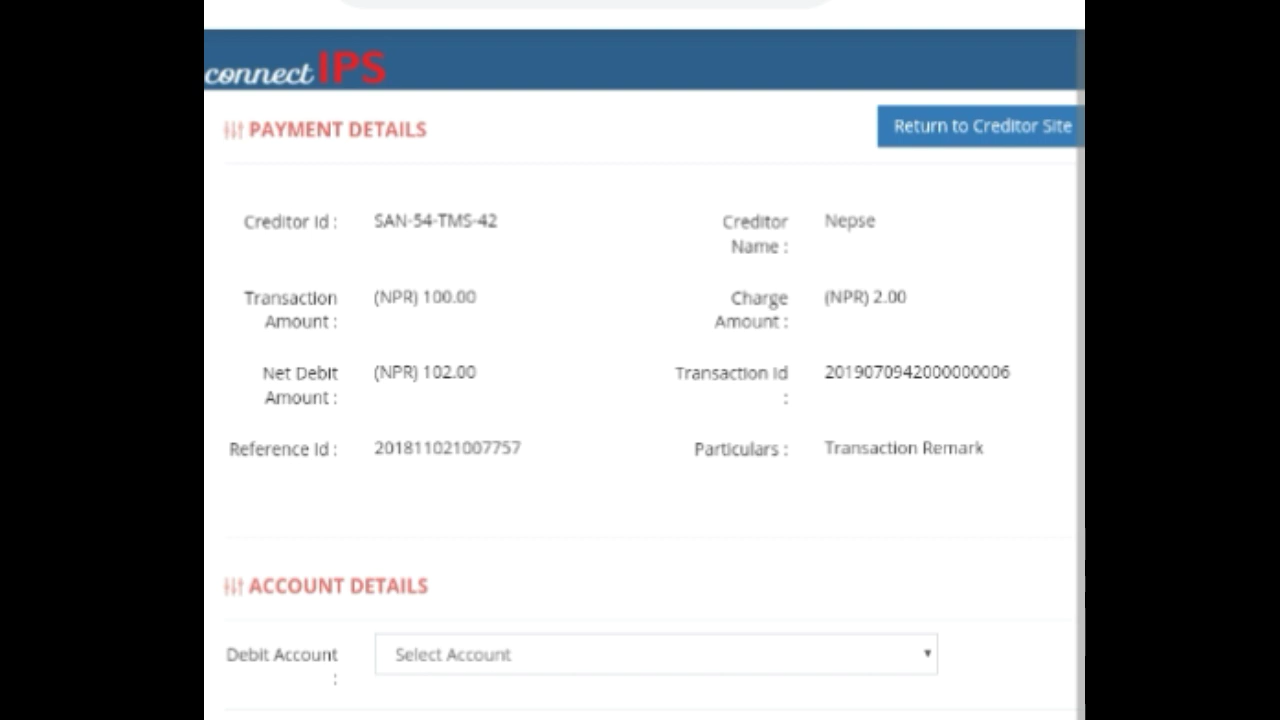 connect IPS
PAYMENT DETAILS
Return to Creditor Site
Creditor Id : SAN-54-TMS-42
Creditor Name : Nepse
Transaction Amount : (NPR) 100.00
Charge Amount : (NPR) 2.00
Net Debit Amount : (NPR) 102.00
Transaction Id : 2019070942000000006
Reference Id : 201811021007757
Particulars : Transaction Remark
ACCOUNT DETAILS
Debit Account : Select Account